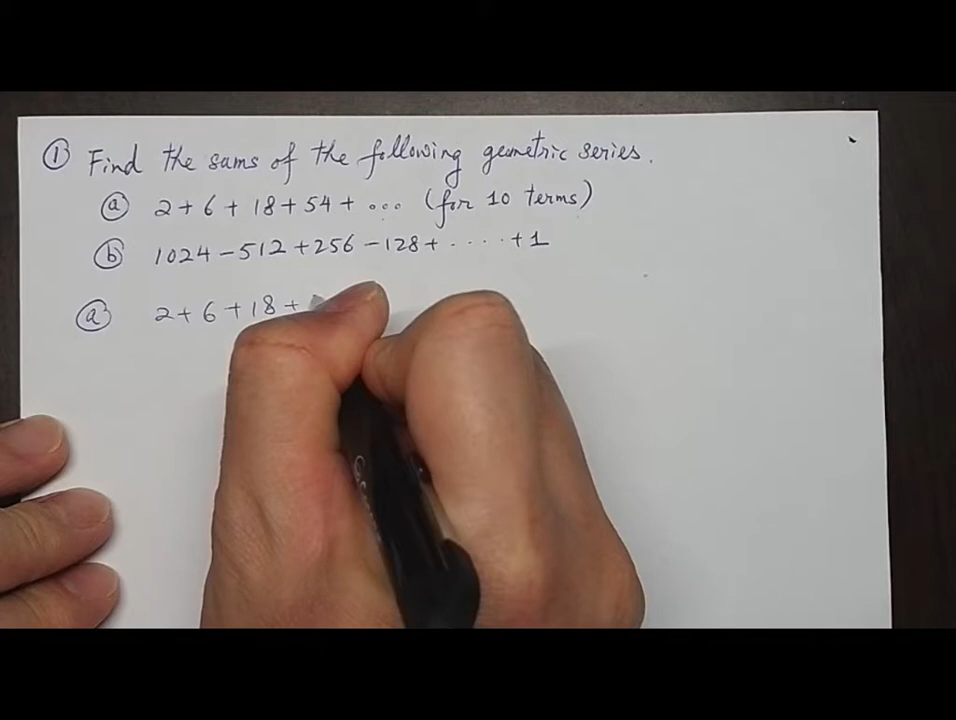 ① Find the sums of the following geometric series.
ⓐ 2+6+18+54+... (for 10 terms)
ⓑ 1024-512+256-128+.....+1
ⓐ 2+6+18+